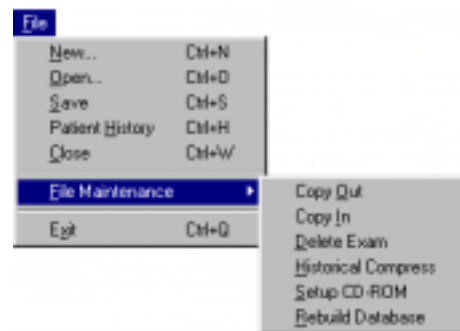 File
New... Ctrl+N
Open... Ctrl+O
Save Ctrl+S
Patient History Ctrl+H
Close Ctrl+W
File Maintenance
Exit Ctrl+Q
Copy Out
Copy In
Delete Exam
Historical Compress
Setup CD-ROM
Rebuild Database